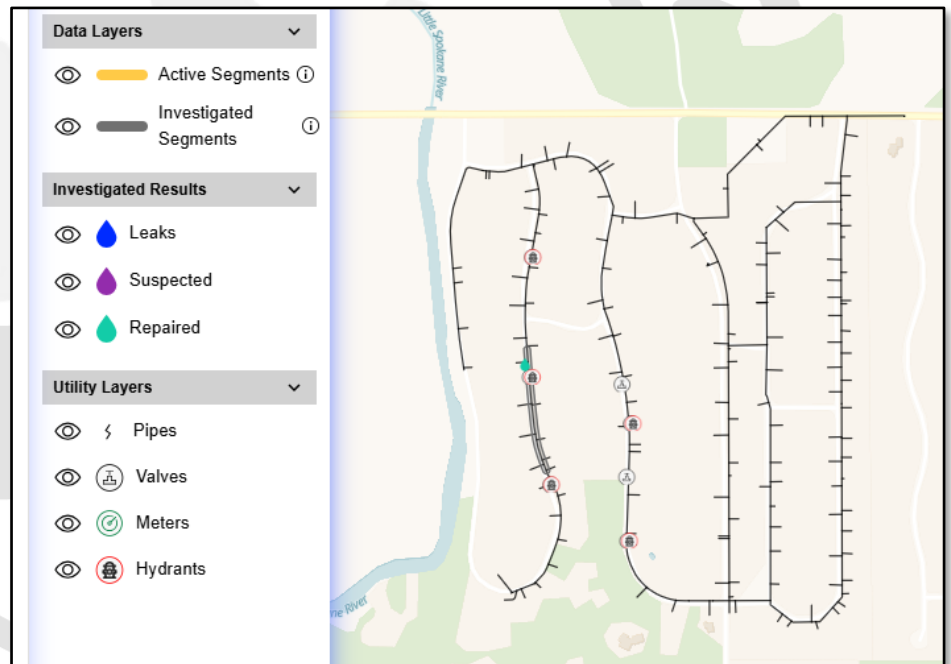 Data Layers
Active Segments
Investigated
Segments
Investigated Results
Leaks
Suspected
Repaired
Utility Layers
Pipes
Valves
Meters
Hydrants
Little Spokane River
ne River